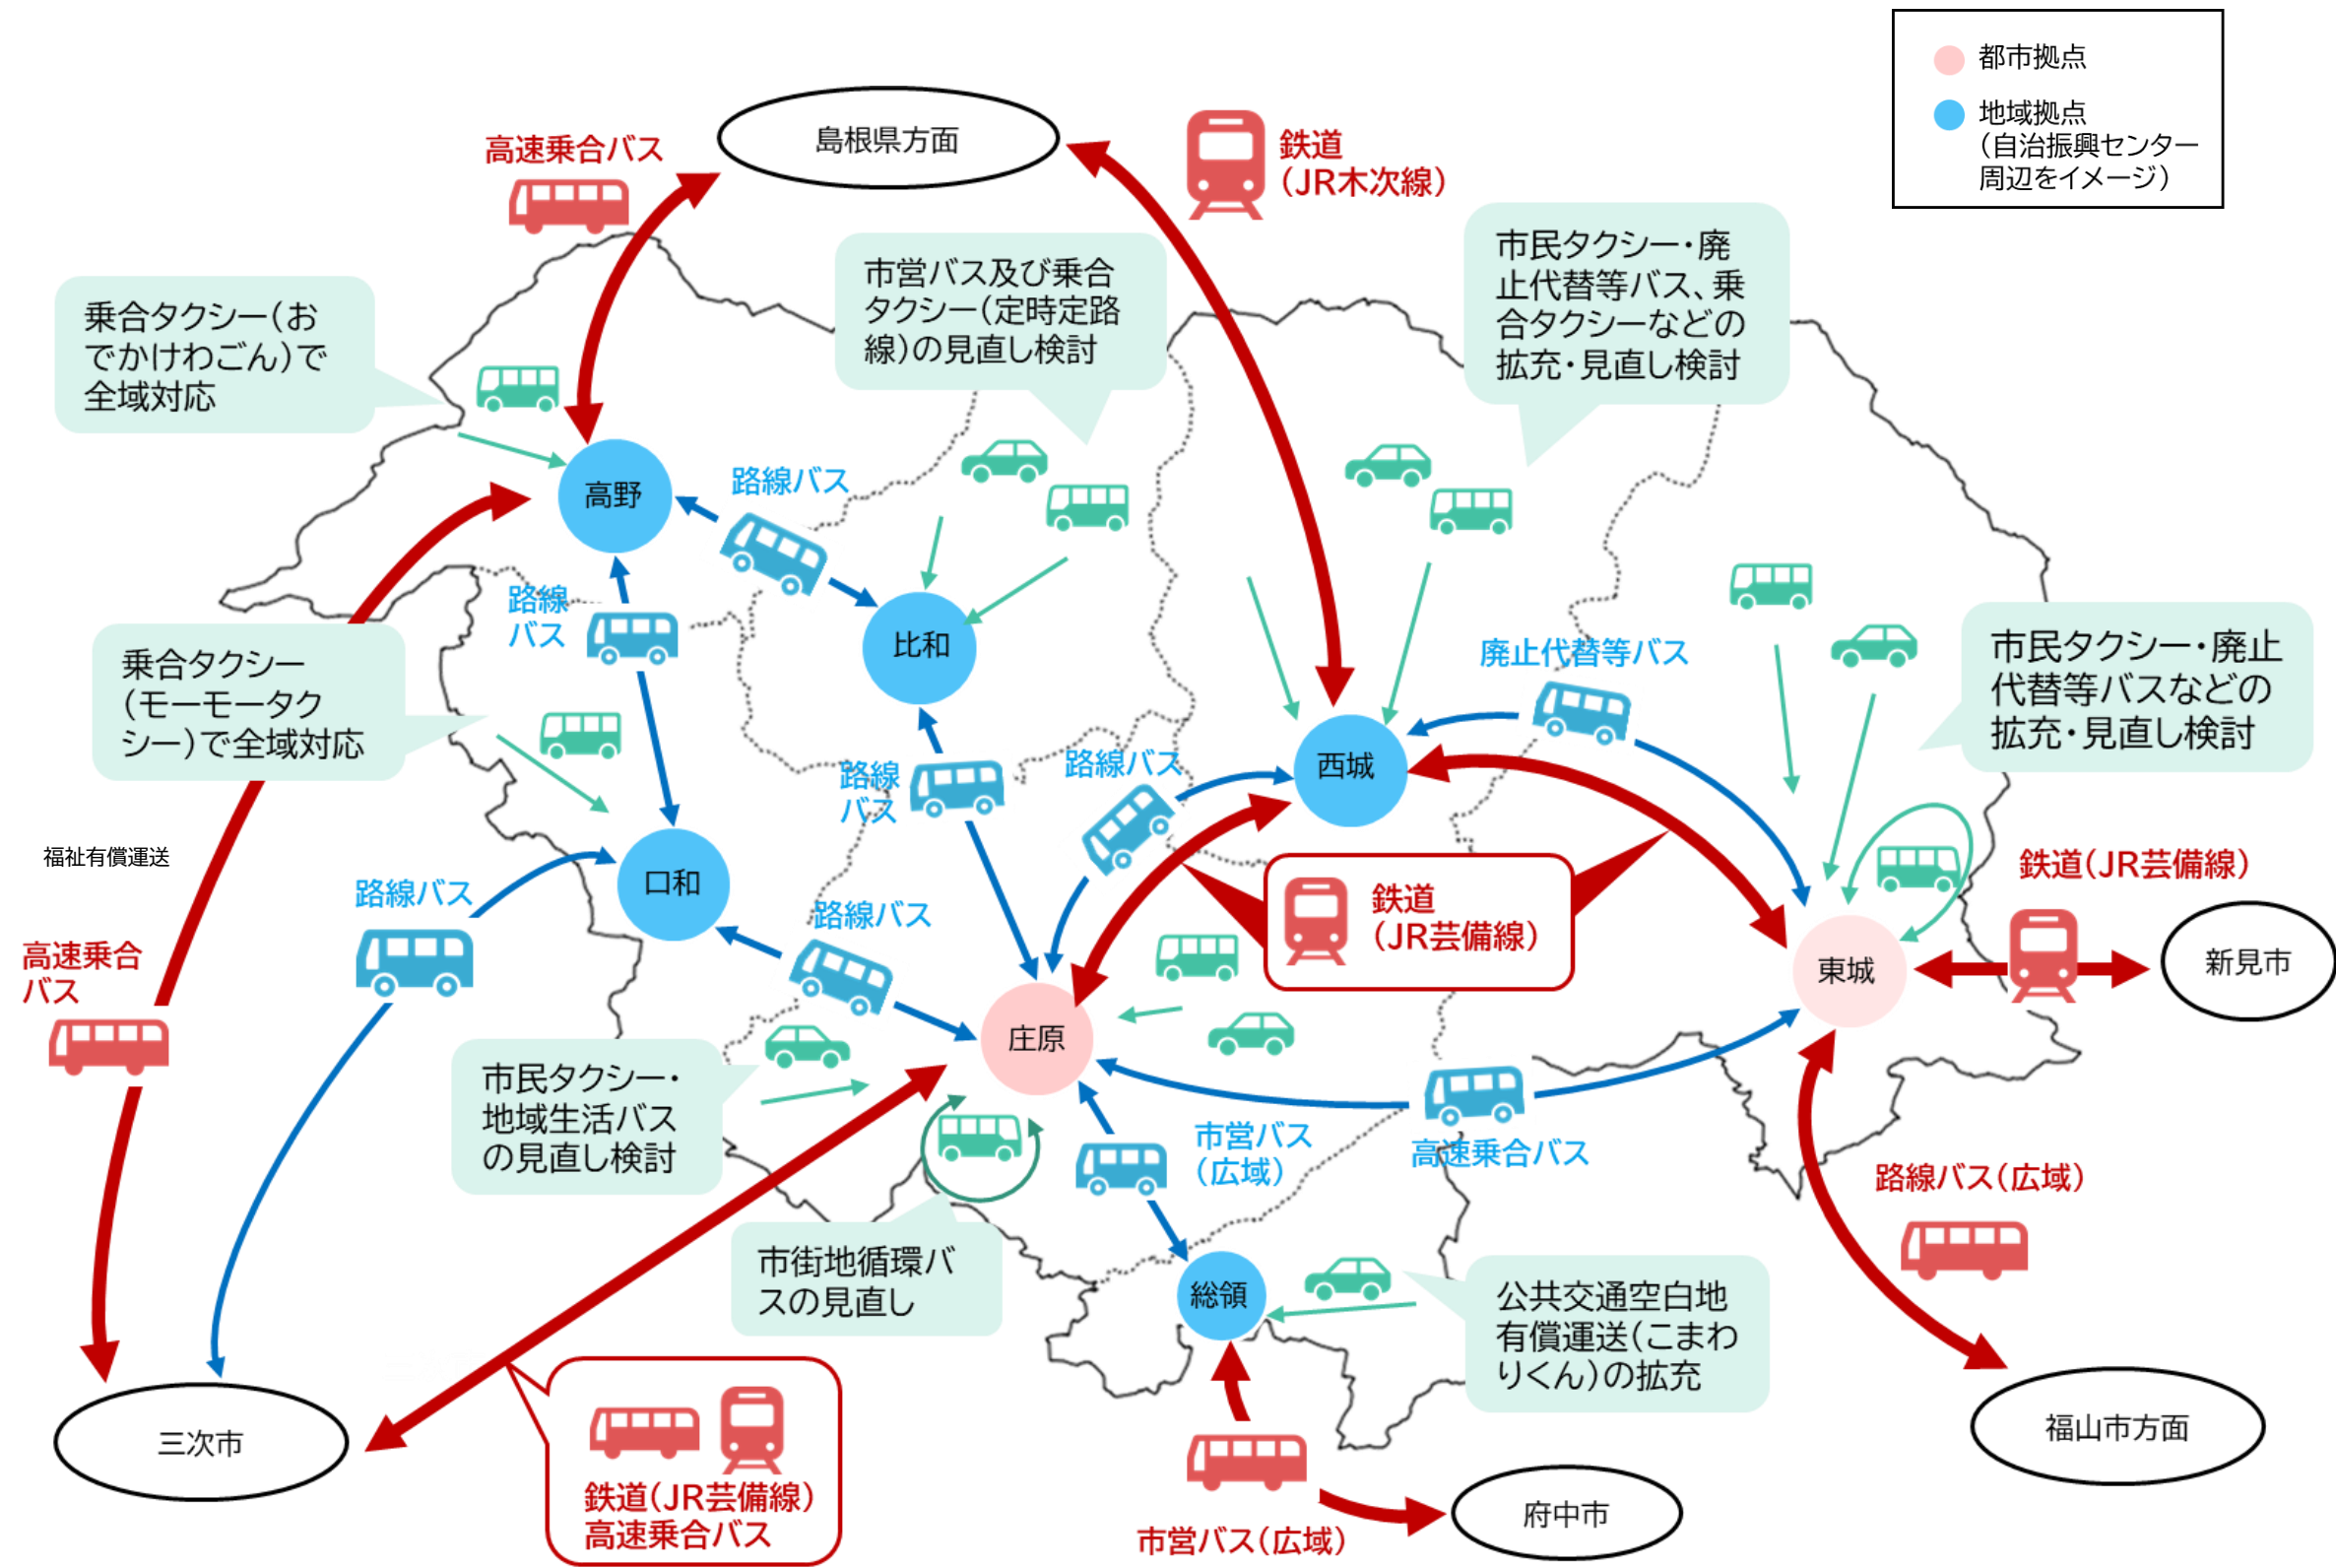 都市拠点
地域拠点
（自治振興センター
周辺をイメージ）
島根県方面
高速乗合バス
鉄道
（JR木次線）
市民タクシー・廃
止代替等バス、乗
合タクシーなどの
拡充・見直し検討
市営バス及び乗合
タクシー（定時定路
線）の見直し検討
乗合タクシー（お
でかけわごん）で
全域対応
高野
路線バス
路線
バス
比和
乗合タクシー
（モーモータク
シー）で全域対応
廃止代替等バス
市民タクシー・廃止
代替等バスなどの
拡充・見直し検討
西城
路線バス
路線
バス
福祉有償運送
路線バス
口和
路線バス
鉄道
（JR芸備線）
鉄道（JR芸備線）
高速乗合
バス
東城
新見市
庄原
市民タクシー・
地域生活バス
の見直し検討
市営バス
（広域）
高速乗合バス
路線バス（広域）
市街地循環バ
スの見直し
総領
公共交通空白地
有償運送（こまわ
りくん）の拡充
三次市
福山市方面
鉄道（JR芸備線）
高速乗合バス
府中市
市営バス（広域）